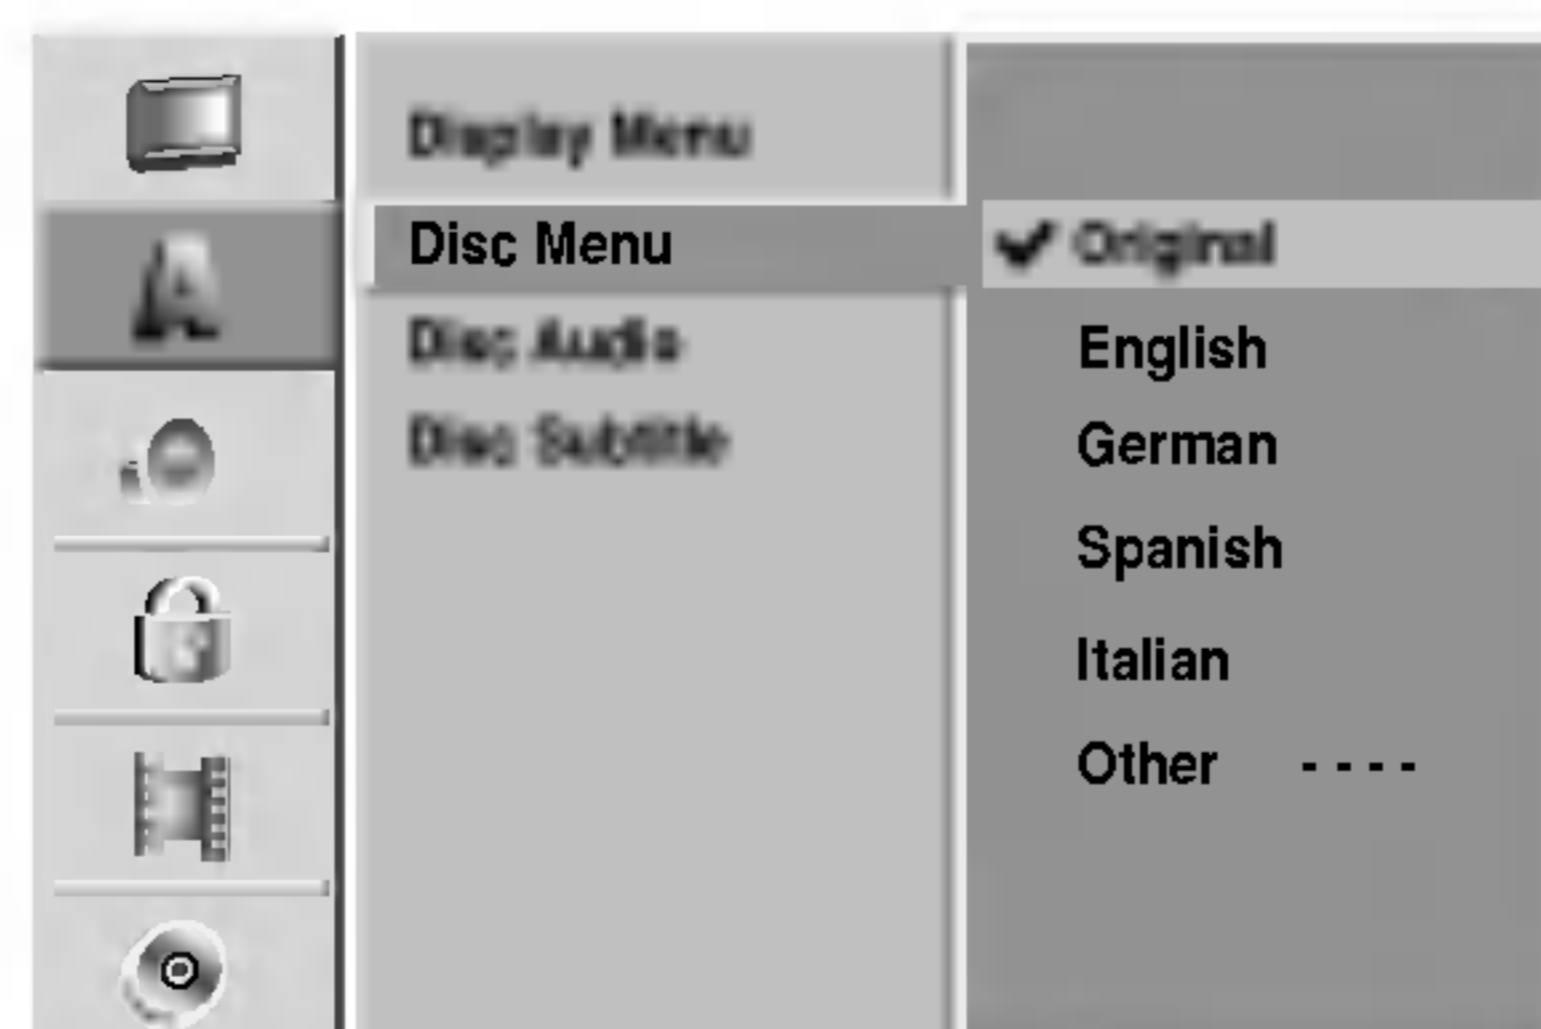 A
Display Menu
Disc Menu
Disc Audio
Disc Subtitle
✔ Original
English
German
Spanish
Italian
Other - - - -